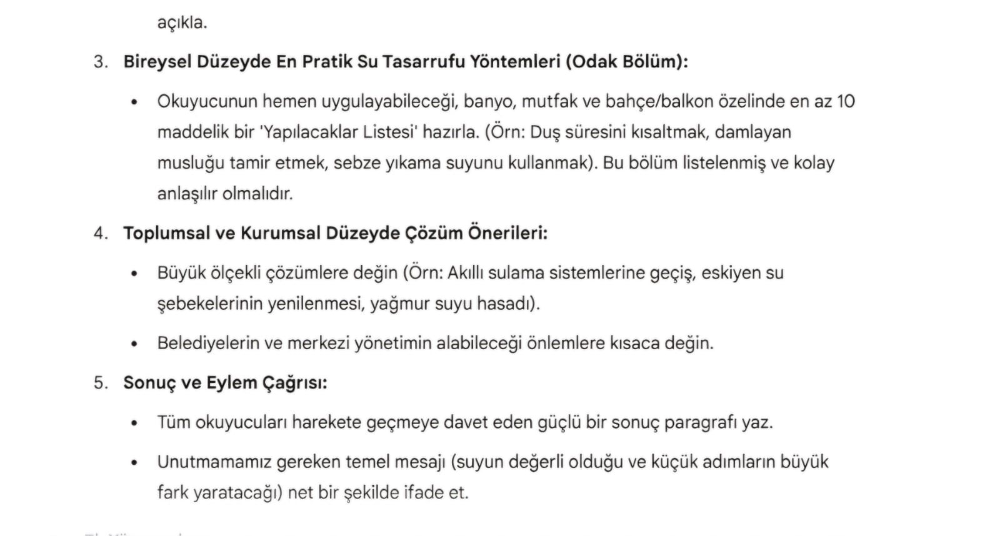 açıkla.
3. Bireysel Düzeyde En Pratik Su Tasarrufu Yöntemleri (Odak Bölüm):
• Okuyucunun hemen uygulayabileceği, banyo, mutfak ve bahçe/balkon özelinde en az 10
maddelik bir 'Yapılacaklar Listesi' hazırla. (Örn: Duş süresini kısaltmak, damlayan
musluğu tamir etmek, sebze yıkama suyunu kullanmak). Bu bölüm listelenmiş ve kolay
anlaşılır olmalıdır.
4. Toplumsal ve Kurumsal Düzeyde Çözüm Önerileri:
• Büyük ölçekli çözümlere değin (Örn: Akıllı sulama sistemlerine geçiş, eskiyen su
şebekelerinin yenilenmesi, yağmur suyu hasadı).
• Belediyelerin ve merkezi yönetimin alabileceği önlemlere kısaca değin.
5. Sonuç ve Eylem Çağrısı:
• Tüm okuyucuları harekete geçmeye davet eden güçlü bir sonuç paragrafı yaz.
• Unutmamamız gereken temel mesajı (suyun değerli olduğu ve küçük adımların büyük
fark yaratacağı) net bir şekilde ifade et.